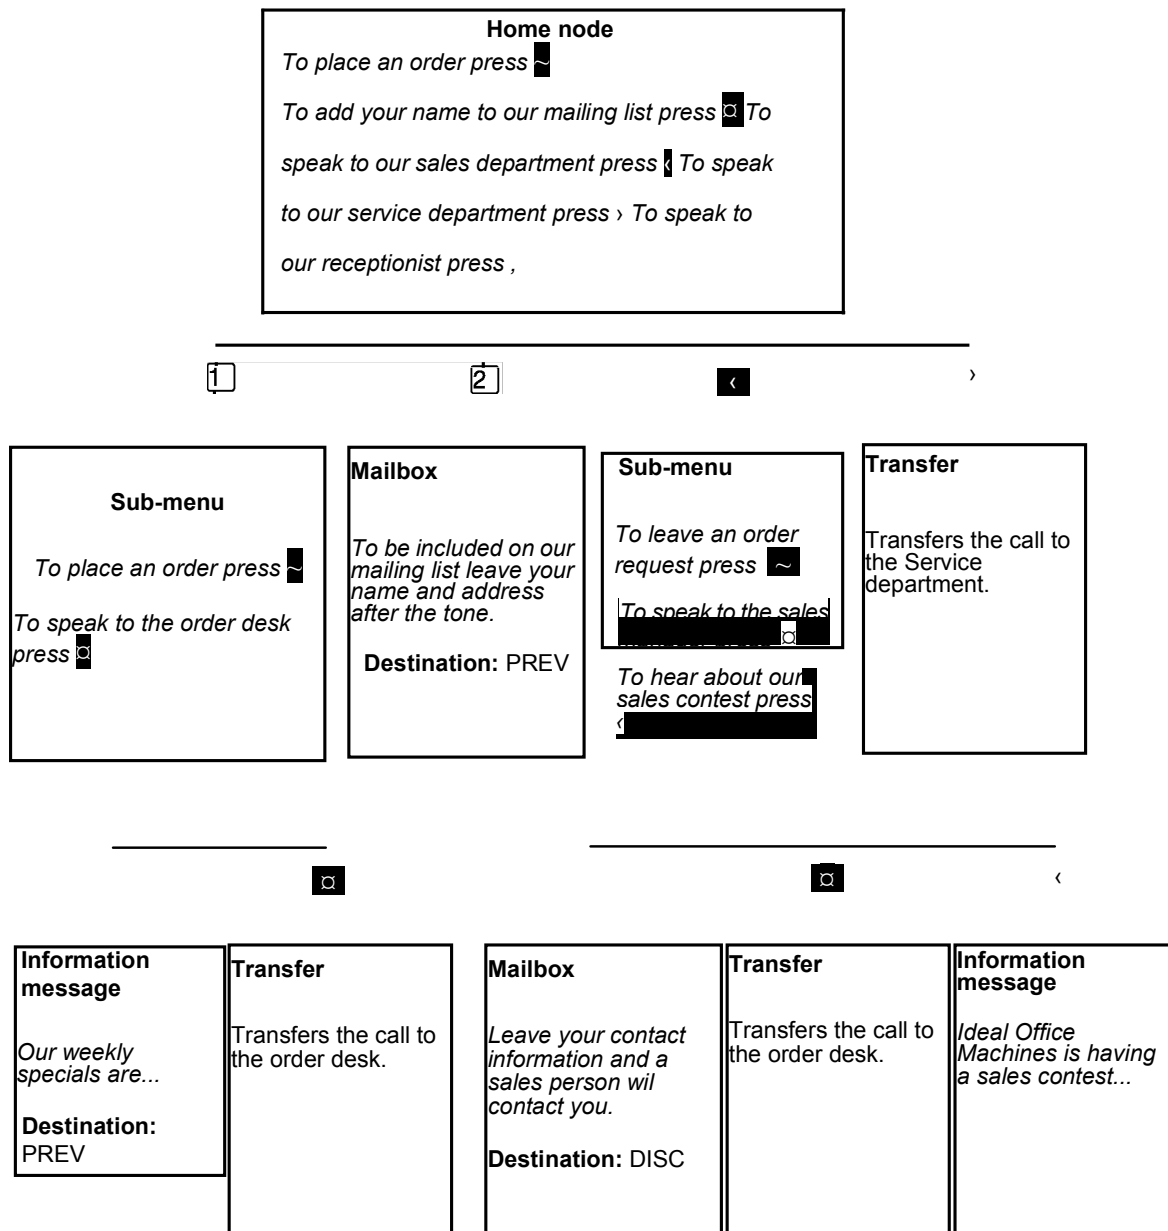 Home node
To place an order press ~
To add your name to our mailing list press ¤ To
speak to our sales department press ‹ To speak
to our service department press › To speak to
our receptionist press ,
1 2 ‹ ›
Sub-menu
To place an order press ~
To speak to the order desk
press ¤
Mailbox
To be included on our
mailing list leave your
name and address
after the tone.
Destination: PREV
Sub-menu
To leave an order
request press ~
To speak to the sales
¤
To hear about our
sales contest press
‹
Transfer
Transfers the call to
the Service
department.
¤ ¤ ‹
Information
message
Our weekly
specials are...
Destination:
PREV
Transfer
Transfers the call to
the order desk.
Mailbox
Leave your contact
information and a
sales person wil
contact you.
Destination: DISC
Transfer
Transfers the call to
the order desk.
Information
message
Ideal Office
Machines is having
a sales contest...